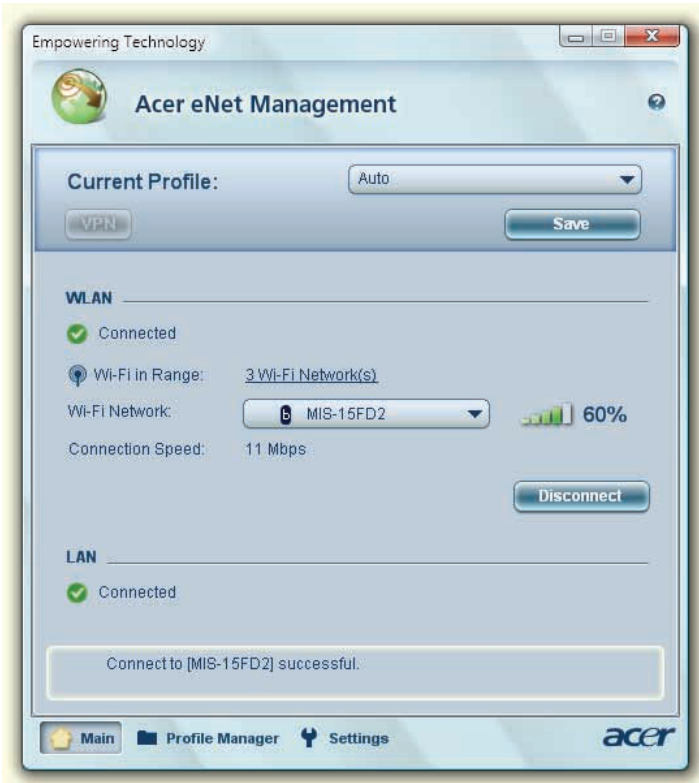 Empowering Technology
Acer eNet Management
Current Profile: Auto
VPN Save
WLAN
Connected
Wi-Fi in Range: 3 Wi-Fi Network(s)
Wi-Fi Network: b MIS-15FD2 60%
Connection Speed: 11 Mbps
Disconnect
LAN
Connected
Connect to [MIS-15FD2] successful.
Main Profile Manager Settings acer